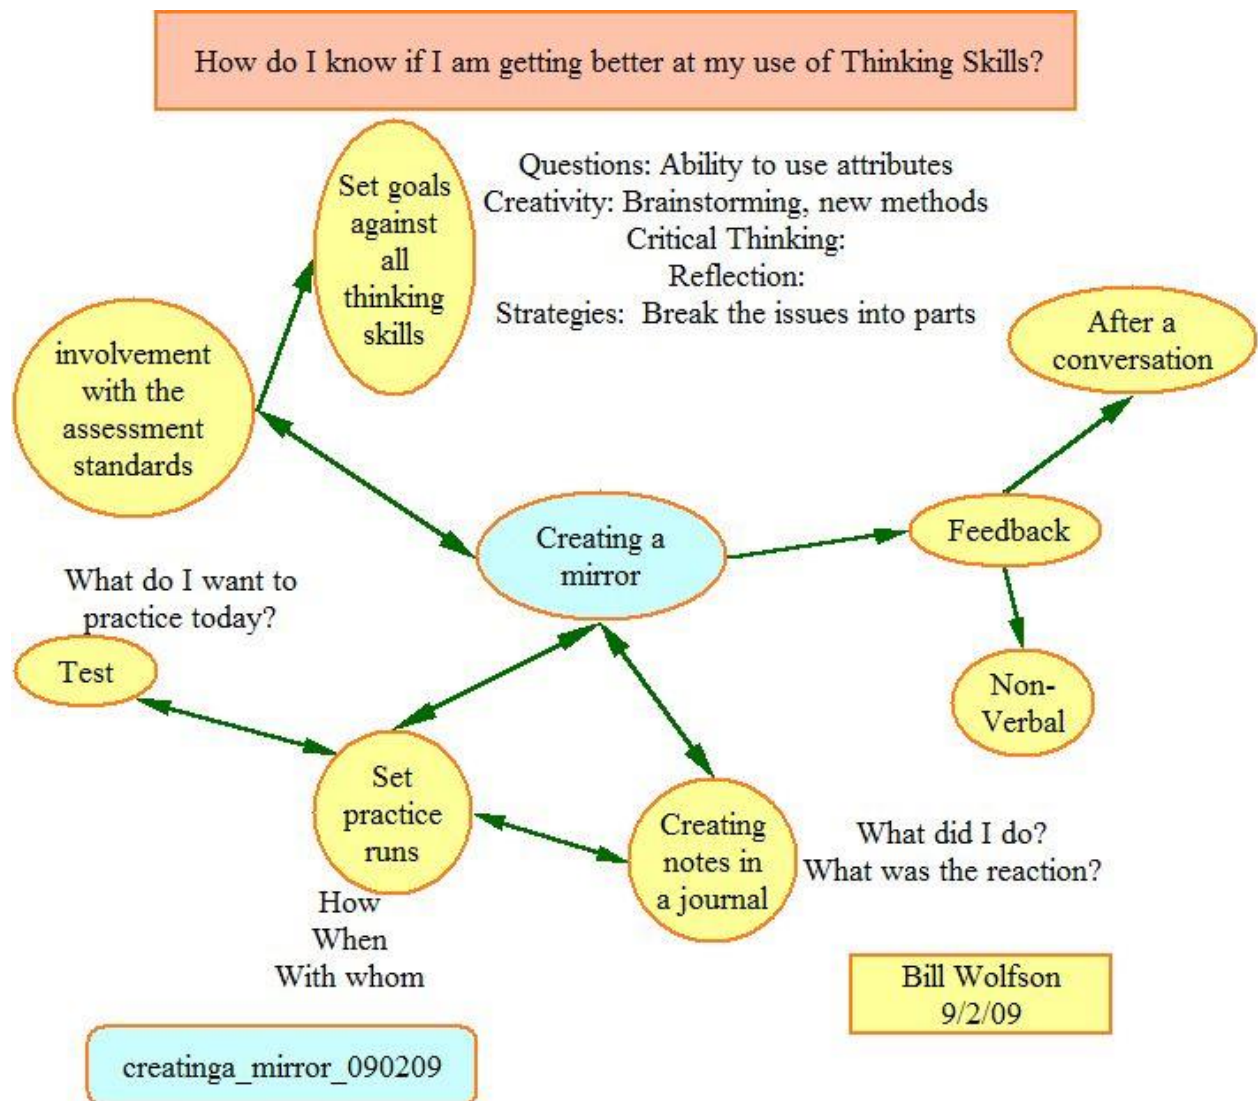 How do I know if I am getting better at my use of Thinking Skills?
Set goals
against
all
thinking
skills
Questions: Ability to use attributes
Creativity: Brainstorming, new methods
Critical Thinking:
Reflection:
Strategies:  Break the issues into parts
After a
conversation
involvement
with the
assessment
standards
Creating a
mirror
Feedback
What do I want to
practice today?
Test
Non-
Verbal
Set
practice
runs
How
When
With whom
Creating
notes in
a journal
What did I do?
What was the reaction?
Bill Wolfson
9/2/09
creatinga_mirror_090209